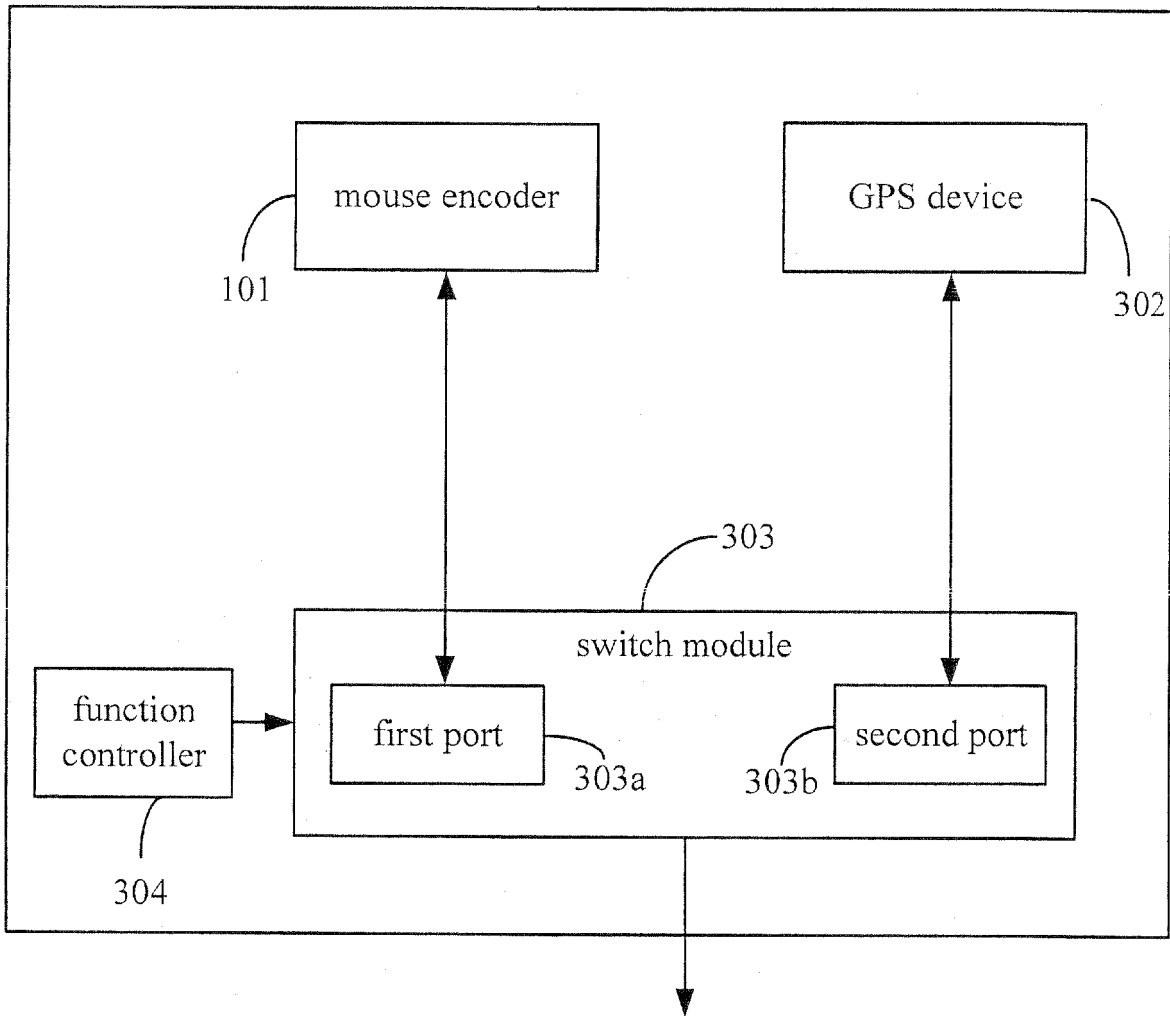 mouse encoder
GPS device
101
302
303
switch module
function
controller
first port
second port
303a
303b
304